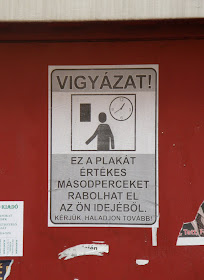 VIGYÁZAT!
EZ A PLAKÁT
ÉRTÉKES
MÁSODPERCEKET
RABOLHAT EL
AZ ÖN IDEJÉBŐL.
KÉRJÜK, HALADJON TOVÁBB!